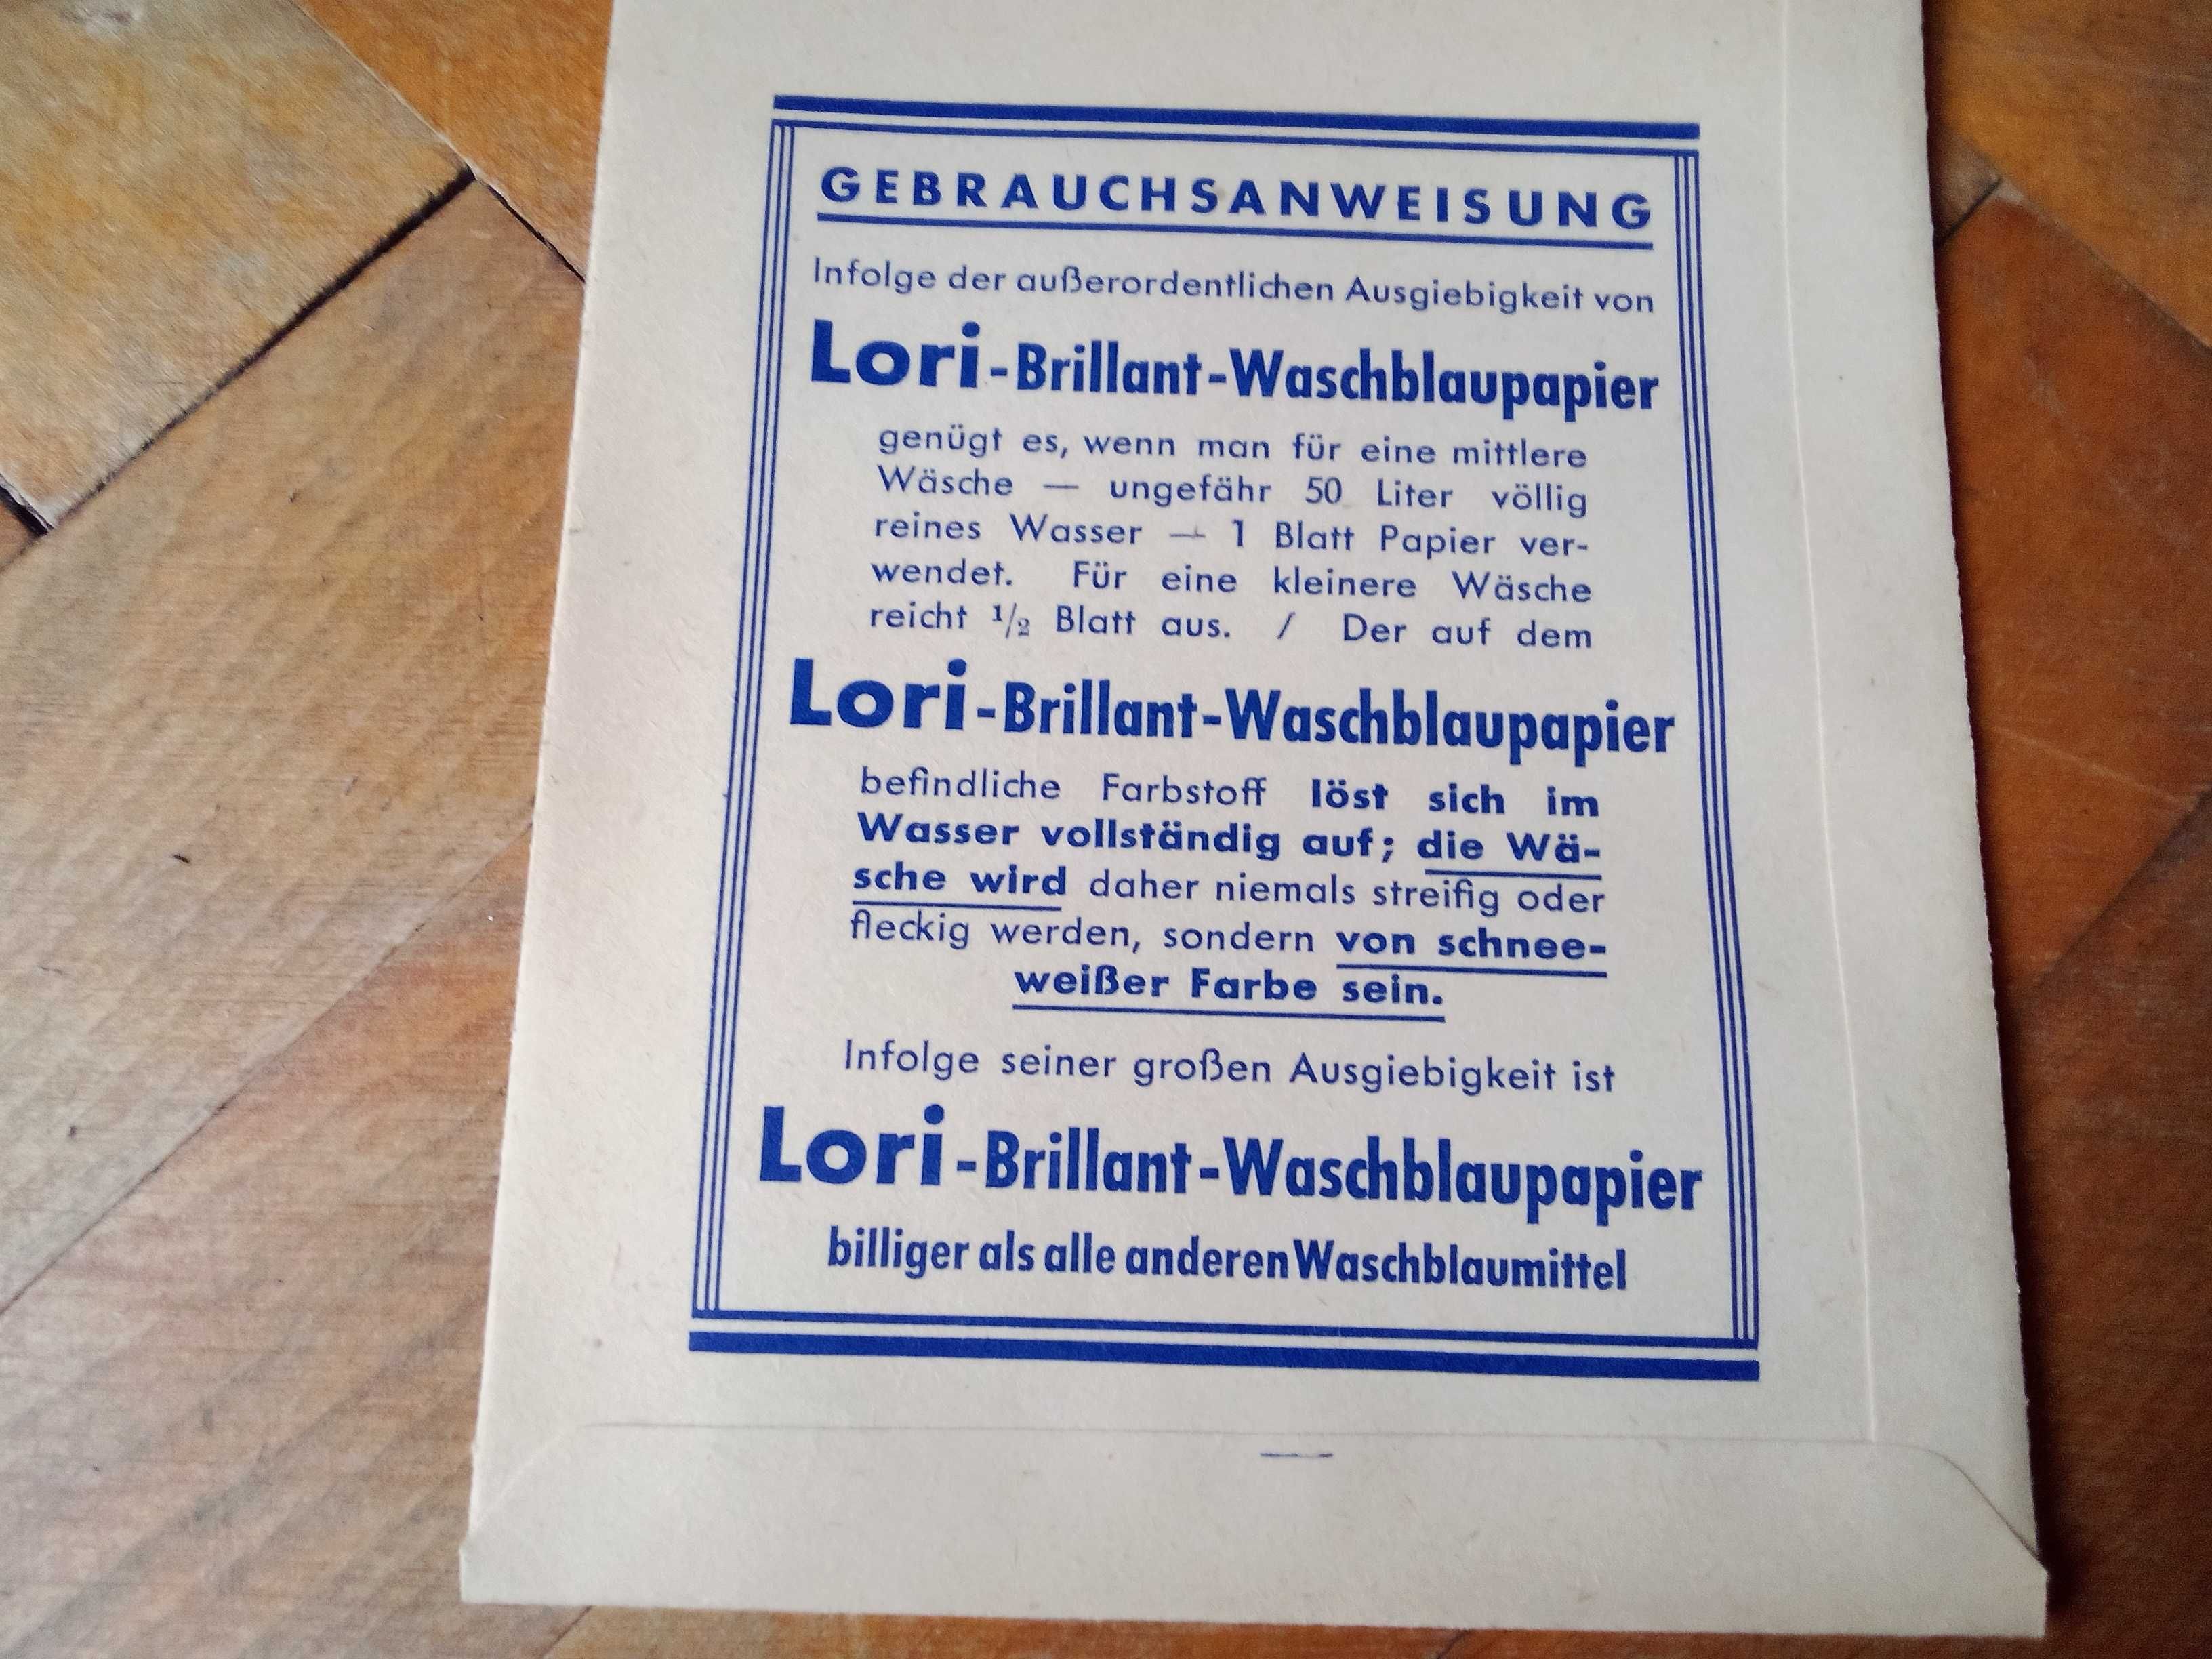 GEBRAUCHSANWEISUNG
Infolge der außerordentlichen Ausgiebigkeit von
Lori-Brillant-Waschblaupapier
genügt es, wenn man für eine mittlere
Wäsche — ungefähr 50 Liter völlig
reines Wasser — 1 Blatt Papier ver-
wendet. Für eine kleinere Wäsche
reicht ½ Blatt aus. / Der auf dem
Lori-Brillant-Waschblaupapier
befindliche Farbstoff löst sich im
Wasser vollständig auf; die Wä-
sche wird daher niemals streifig oder
fleckig werden, sondern von schnee-
weißer Farbe sein.
Infolge seiner großen Ausgiebigkeit ist
Lori-Brillant-Waschblaupapier
billiger als alle anderen Waschblaumittel